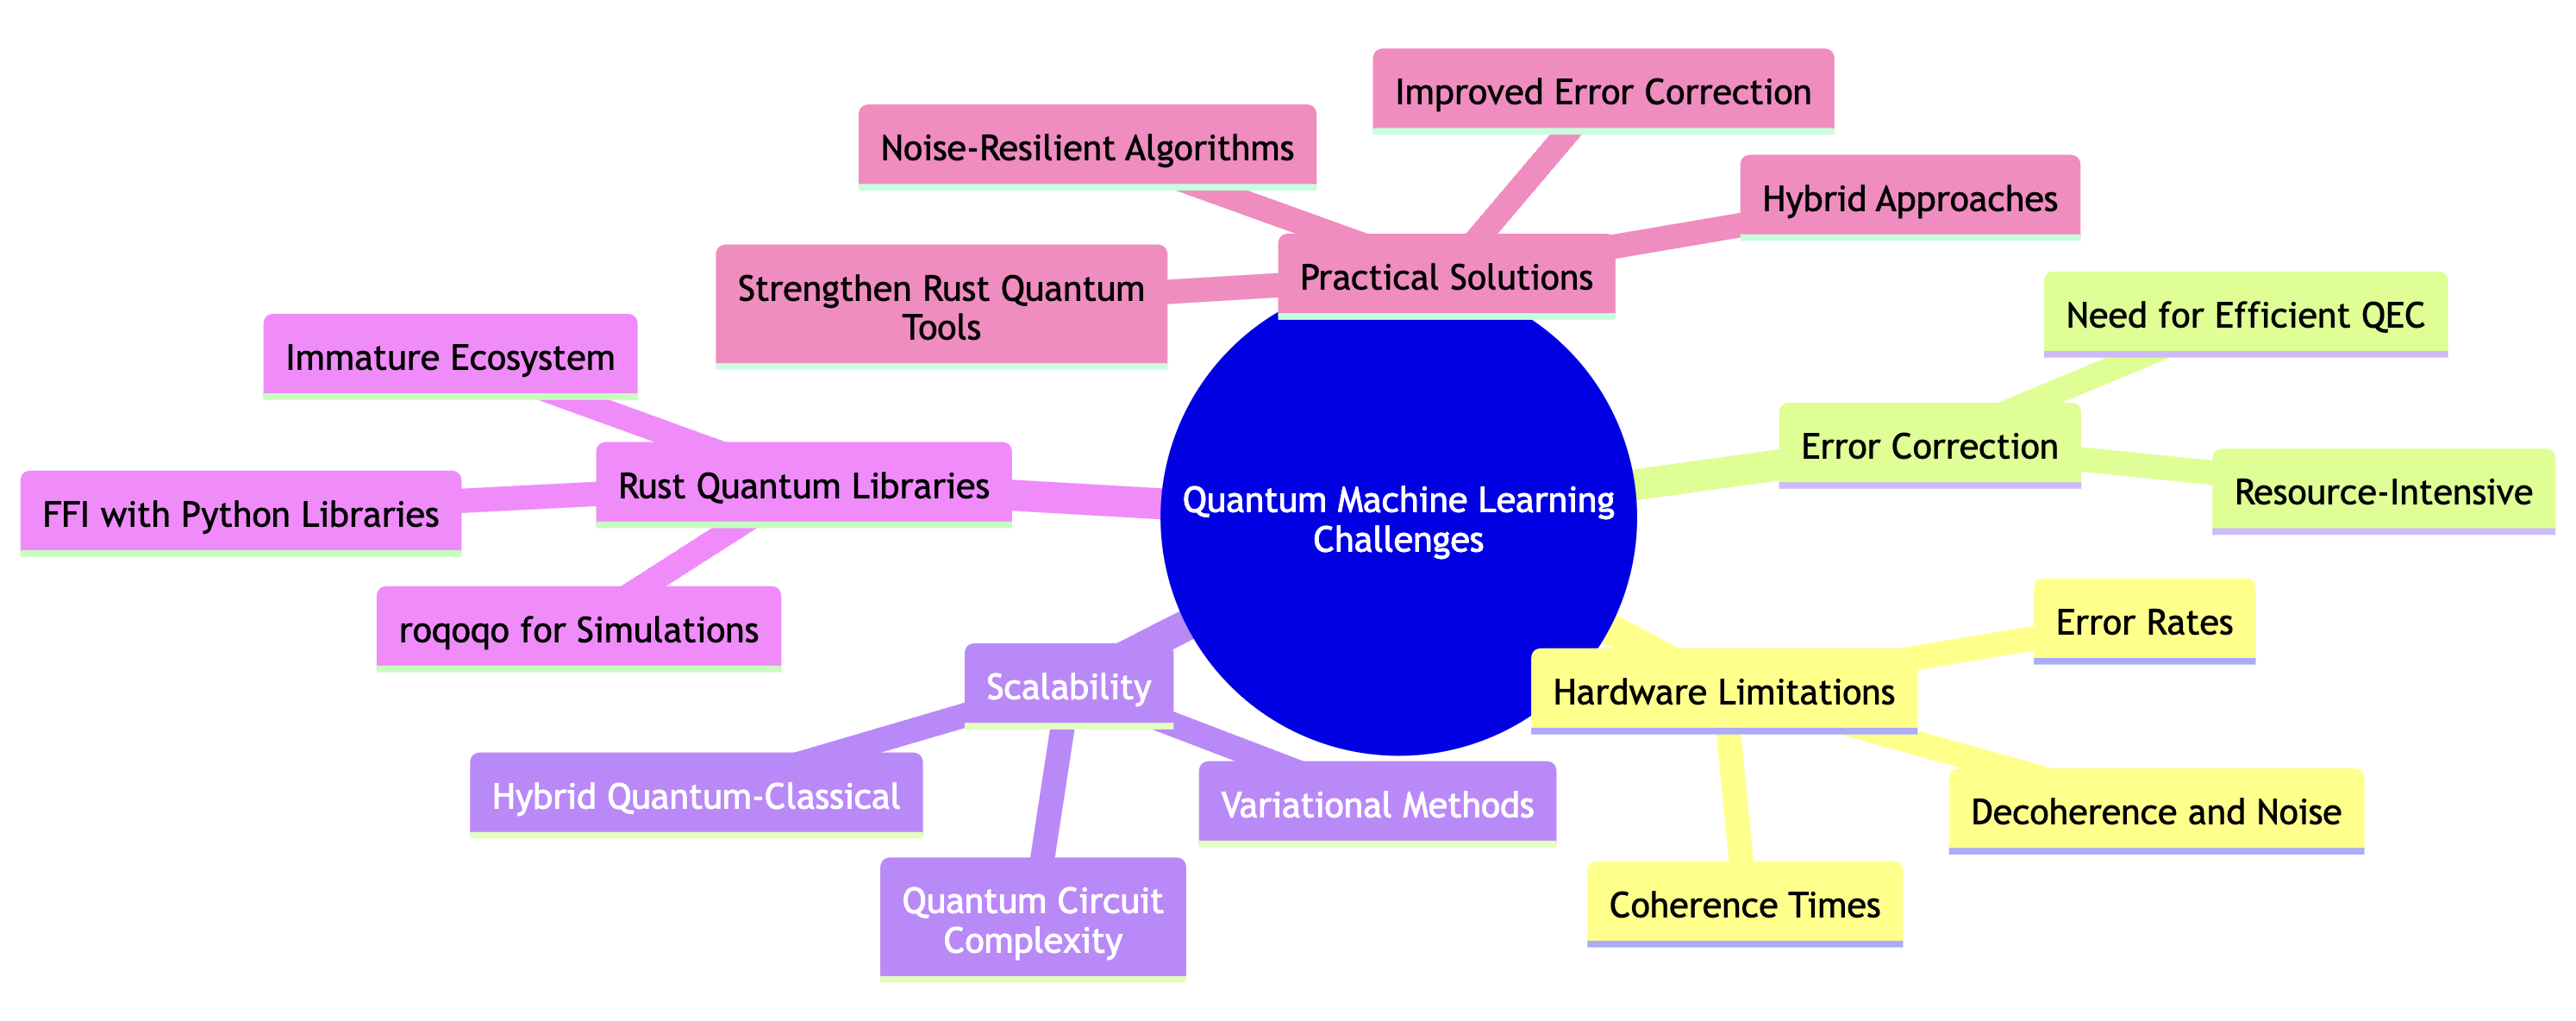 Improved Error Correction
Noise-Resilient Algorithms
Hybrid Approaches
Practical Solutions
Strengthen Rust Quantum
Tools
Need for Efficient QEC
Immature Ecosystem
Error Correction
Rust Quantum Libraries
Resource-Intensive
FFI with Python Libraries
Quantum Machine Learning
Challenges
Error Rates
roqoqo for Simulations
Scalability
Hardware Limitations
Hybrid Quantum-Classical
Variational Methods
Decoherence and Noise
Quantum Circuit
Complexity
Coherence Times